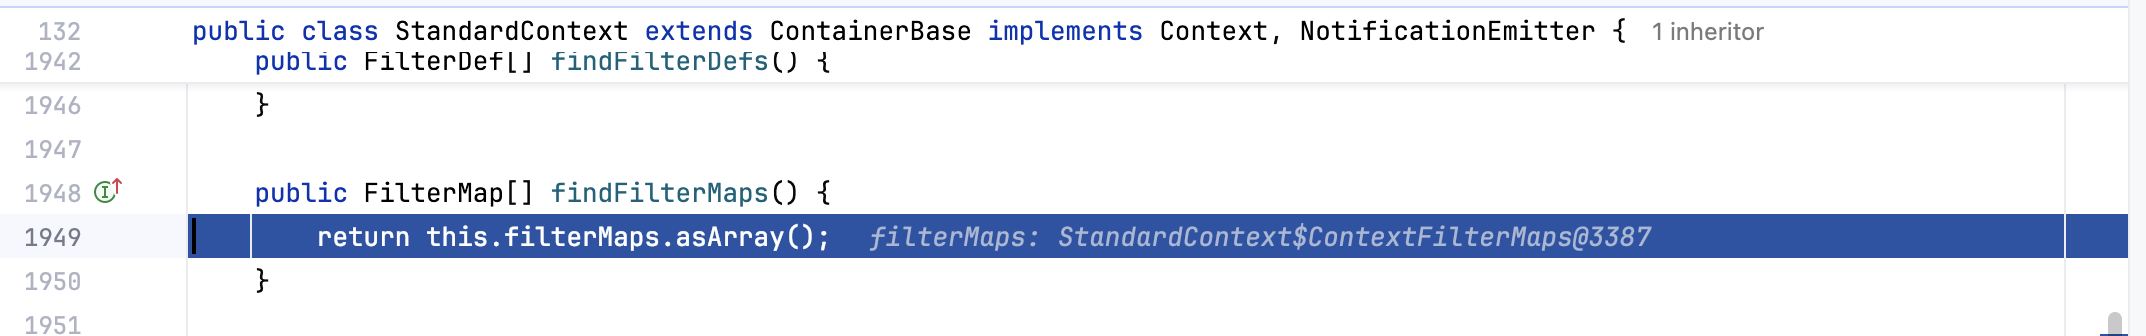 132 public class StandardContext extends ContainerBase implements Context, NotificationEmitter { 1 inheritor
1942 public FilterDef[] findFilterDefs() {
1946 }
1947
1948 public FilterMap[] findFilterMaps() {
1949 return this.filterMaps.asArray(); filterMaps: StandardContext$ContextFilterMaps@3387
1950 }
1951